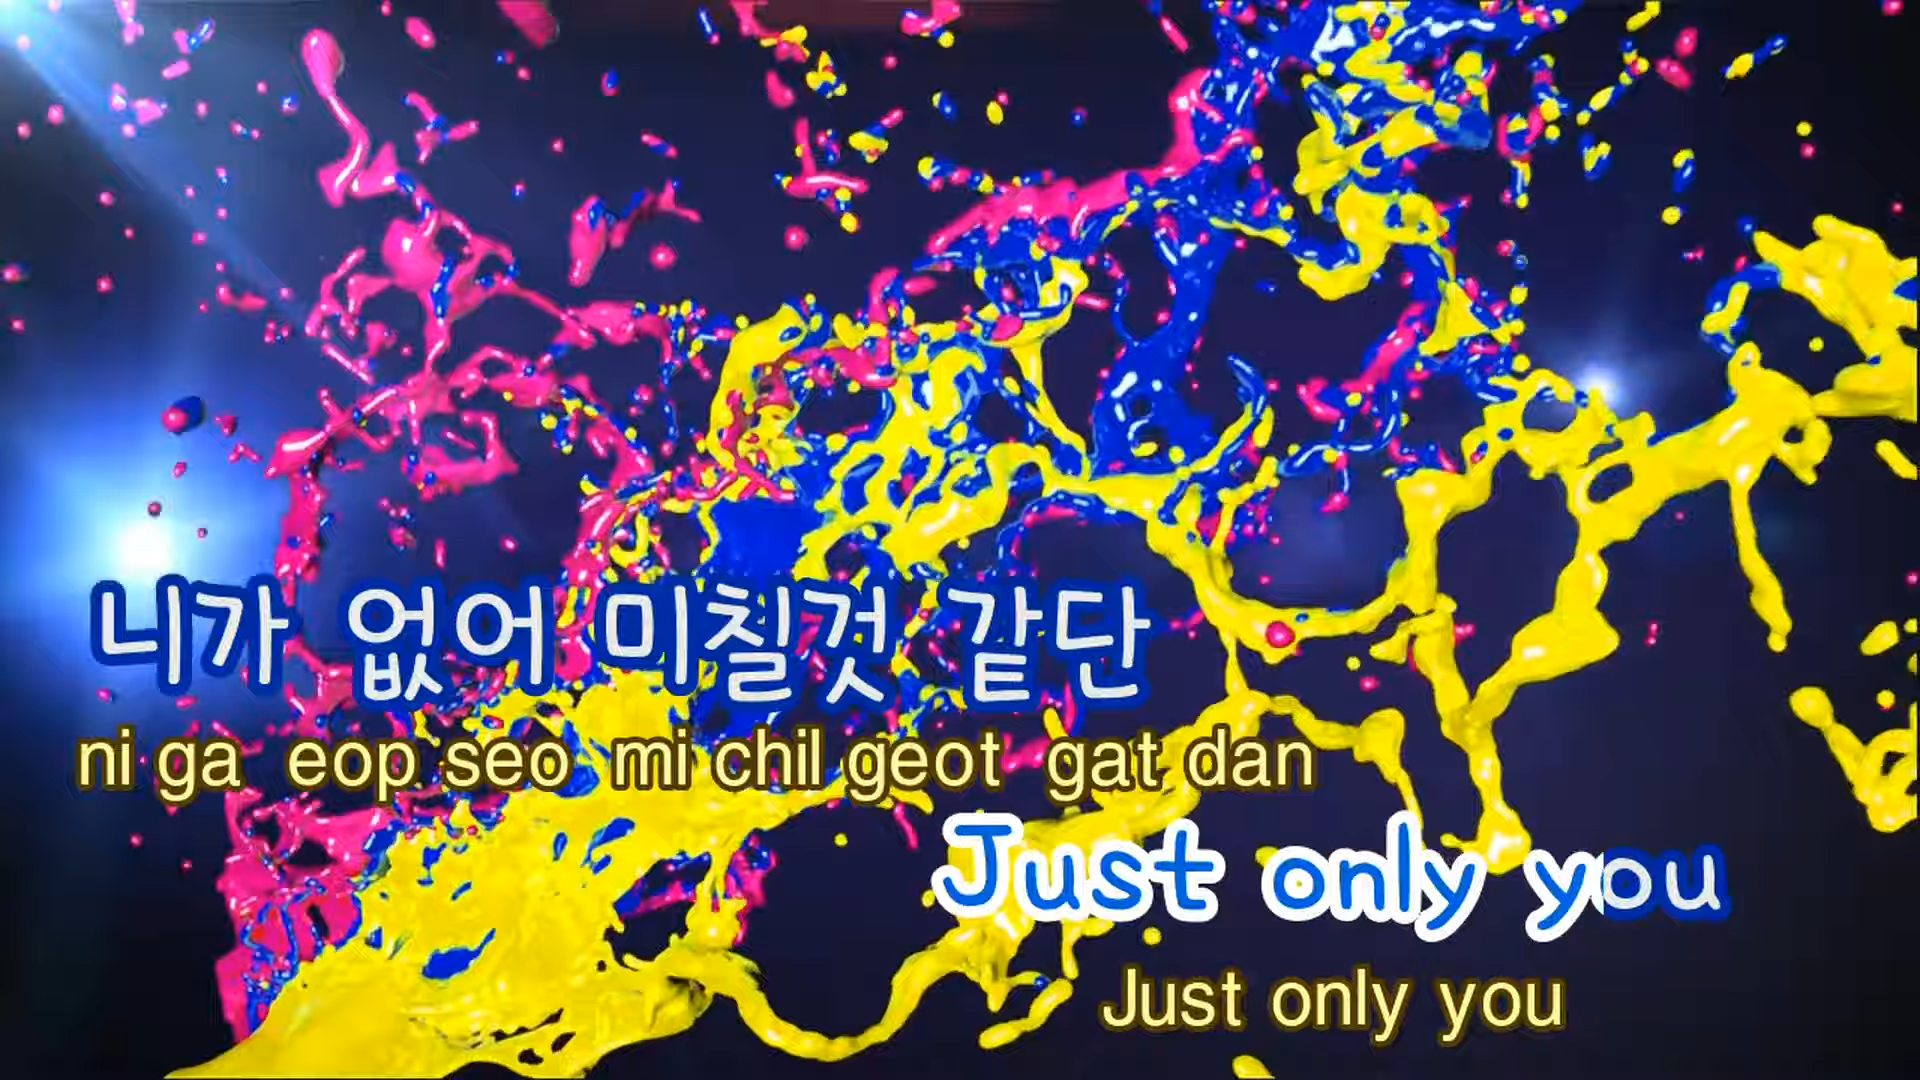 니가 없어 미칠것 같단
ni ga eop seo mi chil geot gat dan
Just only you
Just only you